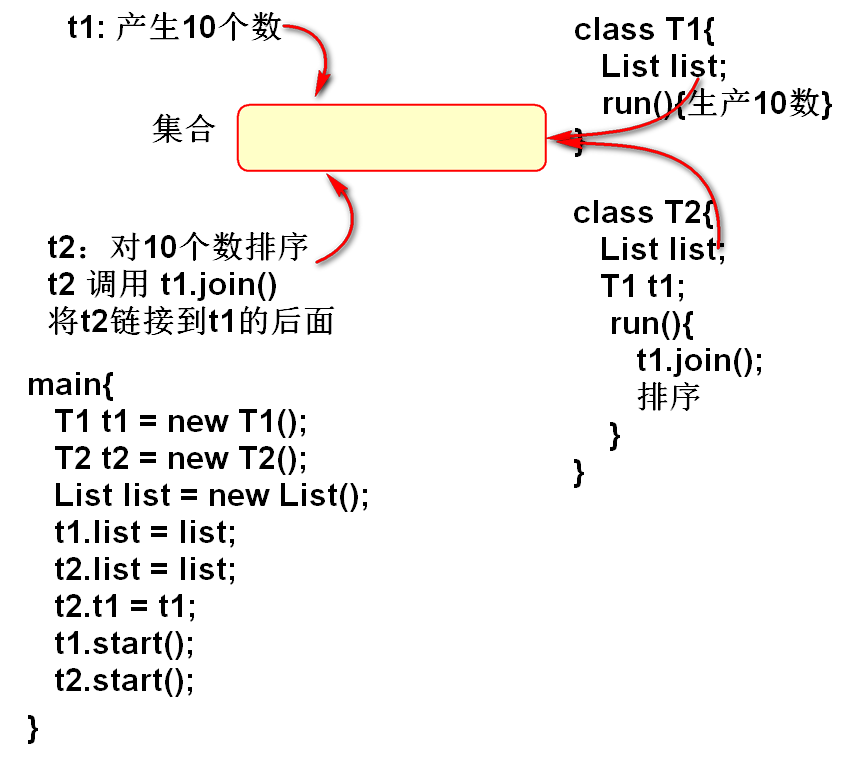 t1: 产生10个数
集合
t2：对10个数排序
t2 调用 t1.join()
将t2链接到t1的后面
main{
T1 t1 = new T1();
T2 t2 = new T2();
List list = new List();
t1.list = list;
t2.list = list;
t2.t1 = t1;
t1.start();
t2.start();
}
class T1{
List list;
run(){生产10数}
}
class T2{
List list;
T1 t1;
run(){
t1.join();
排序
}
}